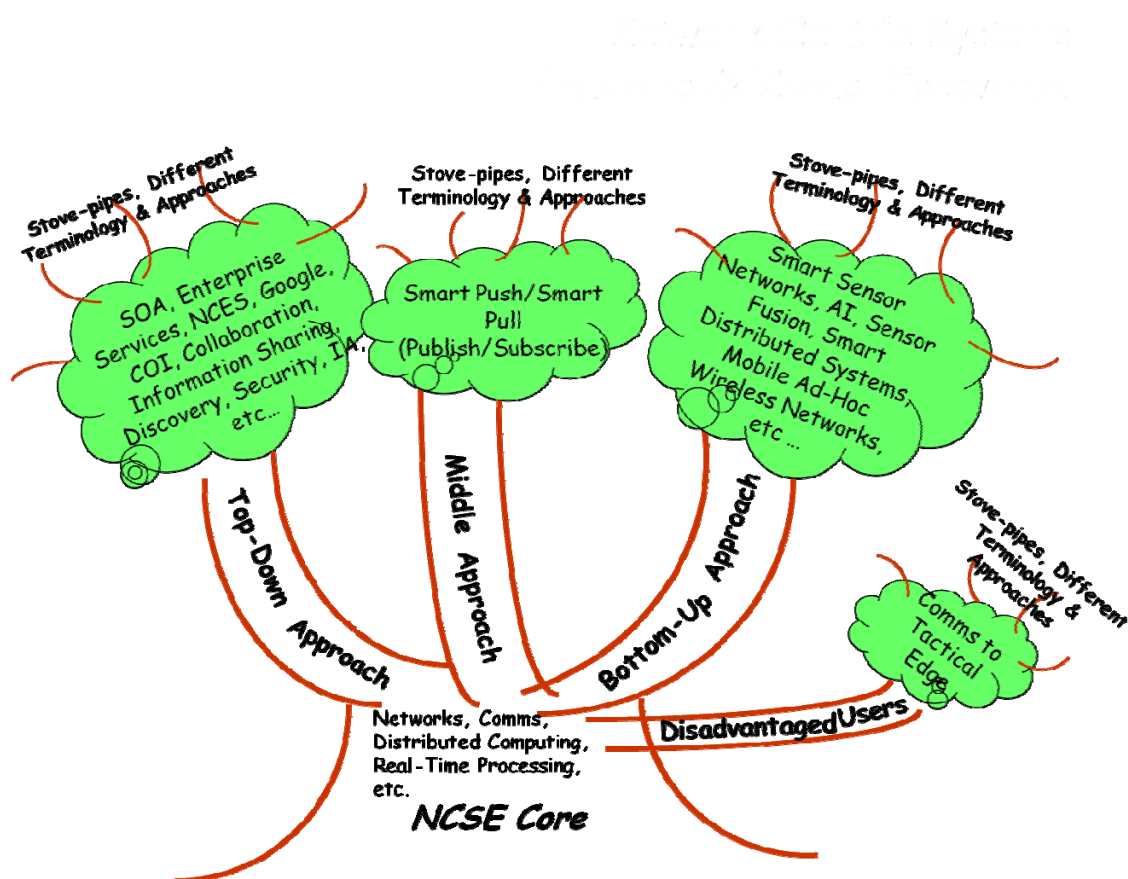 Stove-pipes, Different
Terminology & Approaches
Stove-pipes, Different
Terminology & Approaches
Stove-pipes, Different
Terminology & Approaches
SOA, Enterprise
Services, NCES, Google,
COI, Collaboration,
Information Sharing,
Discovery, Security, I.A.
etc...
Smart Push/Smart
Pull
(Publish/Subscribe)
Smart Sensor
Networks, AI, Sensor
Fusion, Smart
Distributed Systems,
Mobile Ad-Hoc
Wireless Networks,
etc ...
Top-Down Approach
Middle Approach
Bottom-Up Approach
Stove-pipes, Different
Terminology &
Approaches
Comms to
Tactical
Edge
Disadvantaged Users
Networks, Comms,
Distributed Computing,
Real-Time Processing,
etc.
NCSE Core